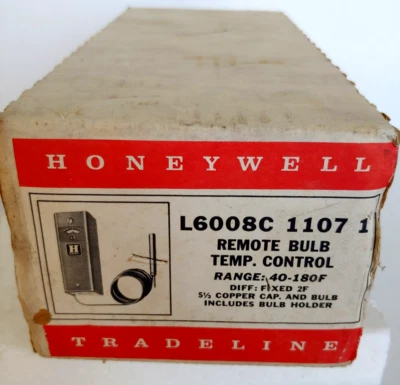 HONEYWELL
L6008C 1107 1
REMOTE BULB
TEMP. CONTROL
RANGE: 40-180F
DIFF: FIXED 2F
5½ COPPER CAP. AND BULB
INCLUDES BULB HOLDER
H
TRADELINE